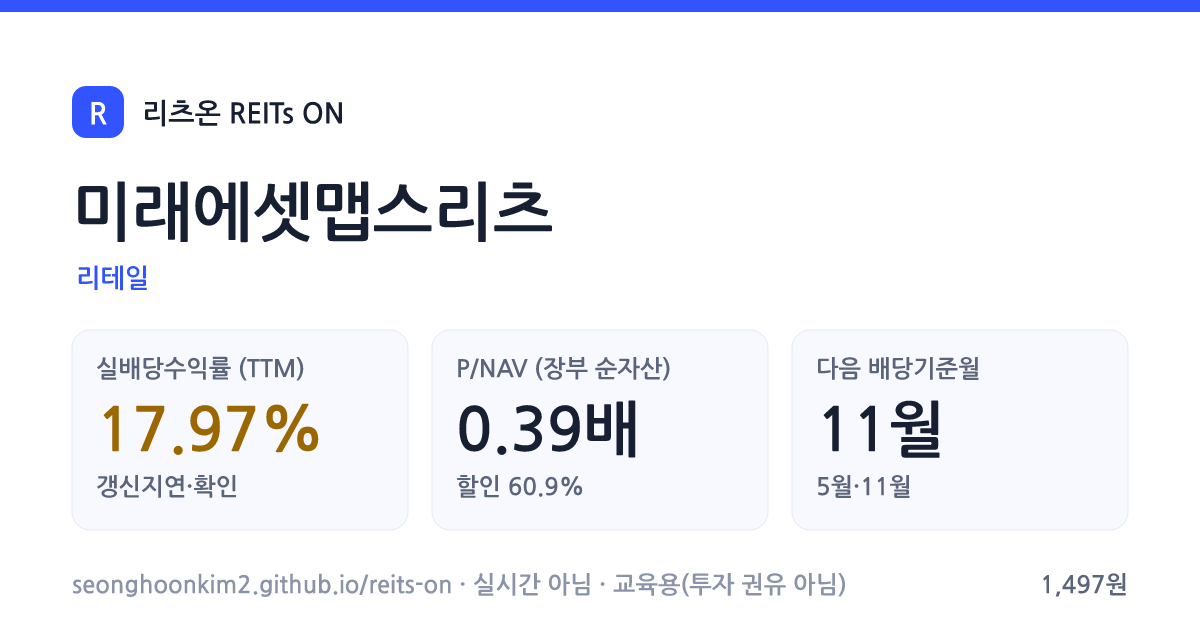 R 리츠온 REITs ON
미래에셋맵스리츠
리테일
실배당수익률 (TTM)
17.97%
갱신지연·확인
P/NAV (장부 순자산)
0.39배
할인 60.9%
다음 배당기준월
11월
5월·11월
seonghoonkim2.github.io/reits-on · 실시간 아님 · 교육용(투자 권유 아님)
1,497원